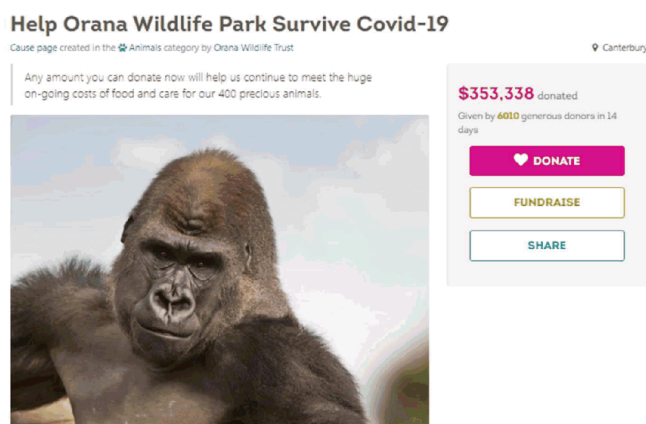 Help Orana Wildlife Park Survive Covid-19
Cause page created in the Animals category by Orana Wildlife Trust
Canterbury
Any amount you can donate now will help us continue to meet the huge
on-going costs of food and care for our 400 precious animals.
$353,338 donated
Given by 6010 generous donors in 14
days
DONATE
FUNDRAISE
SHARE